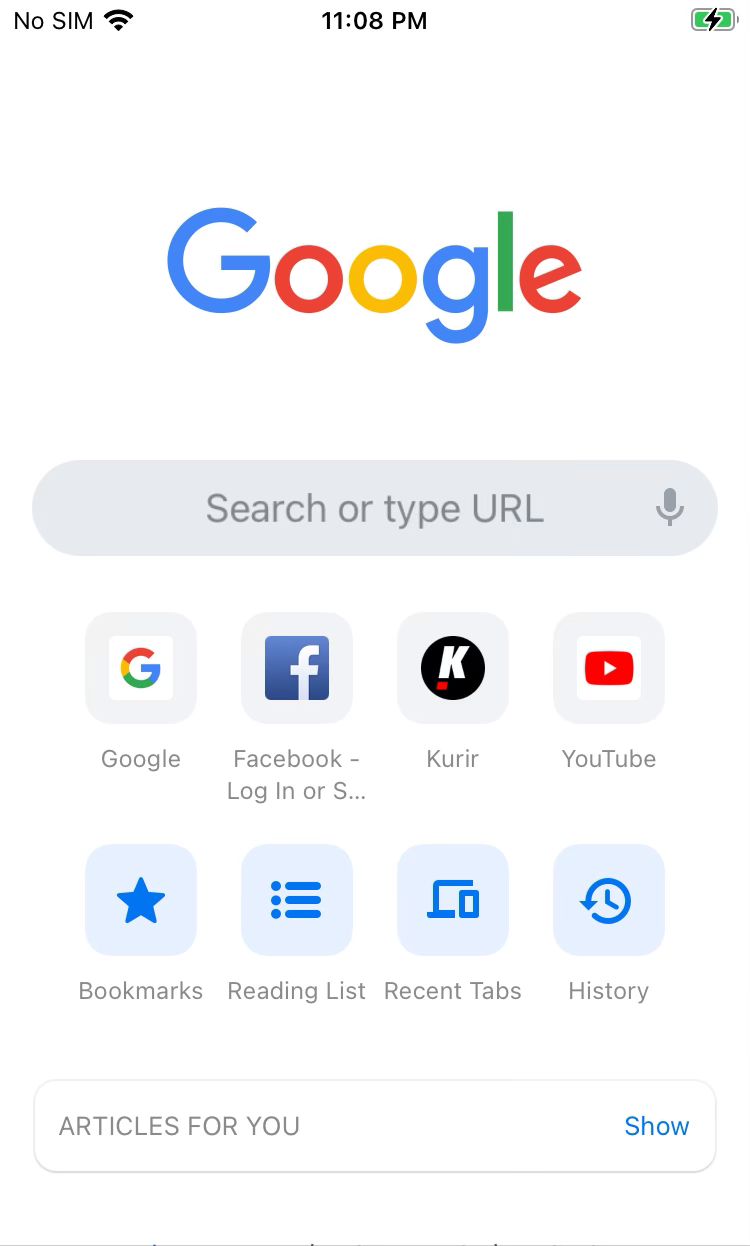 No SIM 11:08 PM
Google
Search or type URL
Google Facebook - Kurir YouTube
Log In or S...
Bookmarks Reading List Recent Tabs History
ARTICLES FOR YOU Show